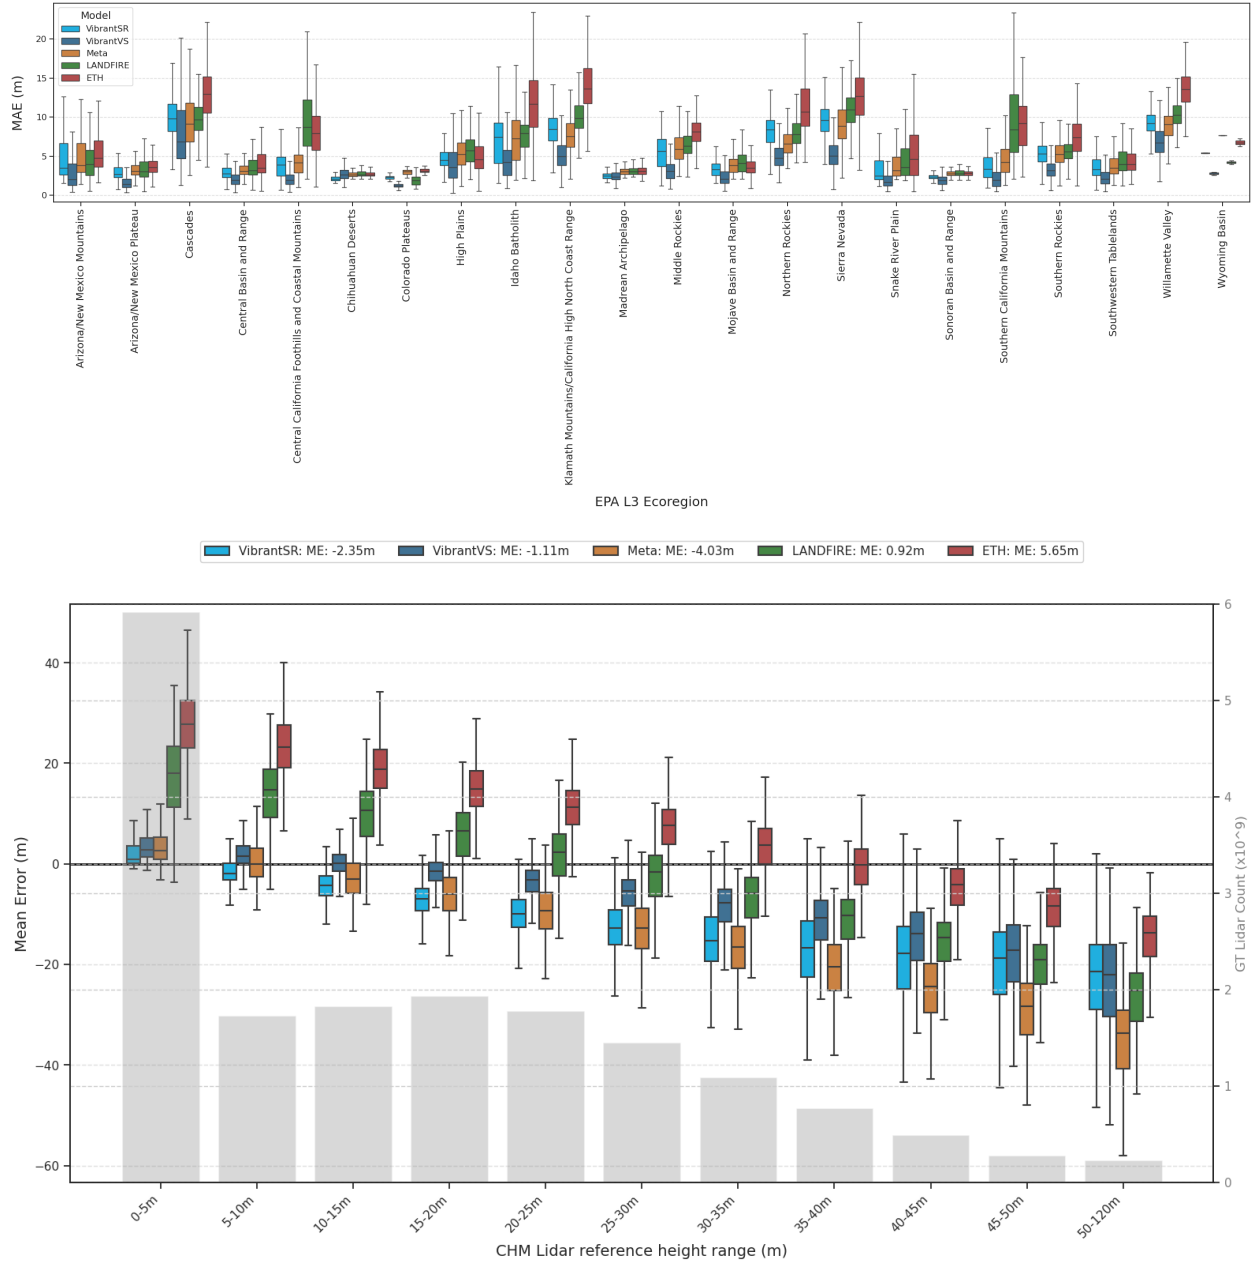 Model
VibrantSR
VibrantVS
Meta
LANDFIRE
ETH
MAE (m)
20
15
10
5
0
Arizona/New Mexico Mountains
Arizona/New Mexico Plateau
Cascades
Central Basin and Range
Central California Foothills and Coastal Mountains
Chihuahuan Deserts
Colorado Plateaus
High Plains
Idaho Batholith
Klamath Mountains/California High North Coast Range
Madrean Archipelago
Middle Rockies
Mojave Basin and Range
Northern Rockies
Sierra Nevada
Snake River Plain
Sonoran Basin and Range
Southern California Mountains
Southern Rockies
Southwestern Tablelands
Willamette Valley
Wyoming Basin
EPA L3 Ecoregion
VibrantSR: ME: -2.35m VibrantVS: ME: -1.11m Meta: ME: -4.03m LANDFIRE: ME: 0.92m ETH: ME: 5.65m
Mean Error (m)
40
20
0
−20
−40
−60
6
5
4
3
2
1
0
GT Lidar Count (x10^9)
0-5m
5-10m
10-15m
15-20m
20-25m
25-30m
30-35m
35-40m
40-45m
45-50m
50-120m
CHM Lidar reference height range (m)